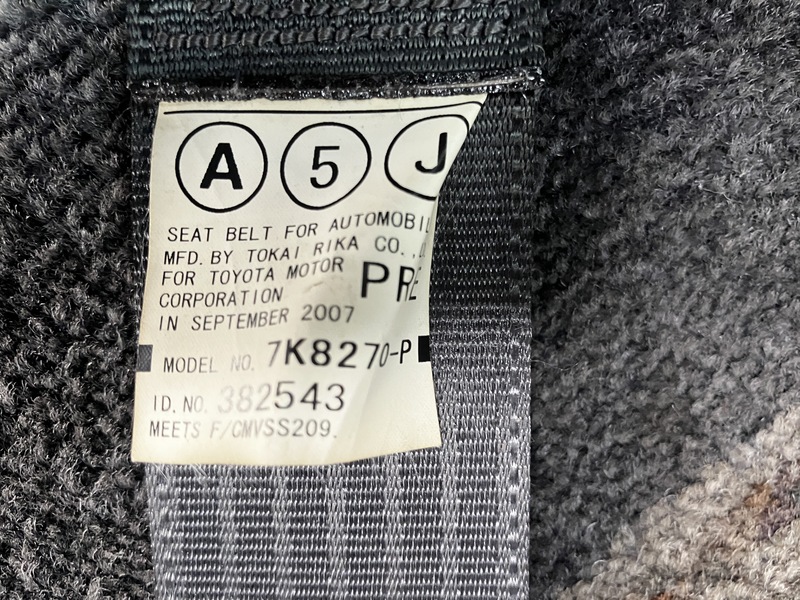 A 5 J
SEAT BELT FOR AUTOMOBIL
MFD. BY TOKAI RIKA CO.,
FOR TOYOTA MOTOR
CORPORATION PRE
IN SEPTEMBER 2007
MODEL NO. 7K8270-P
ID. NO. 382543
MEETS F/CMVSS209.